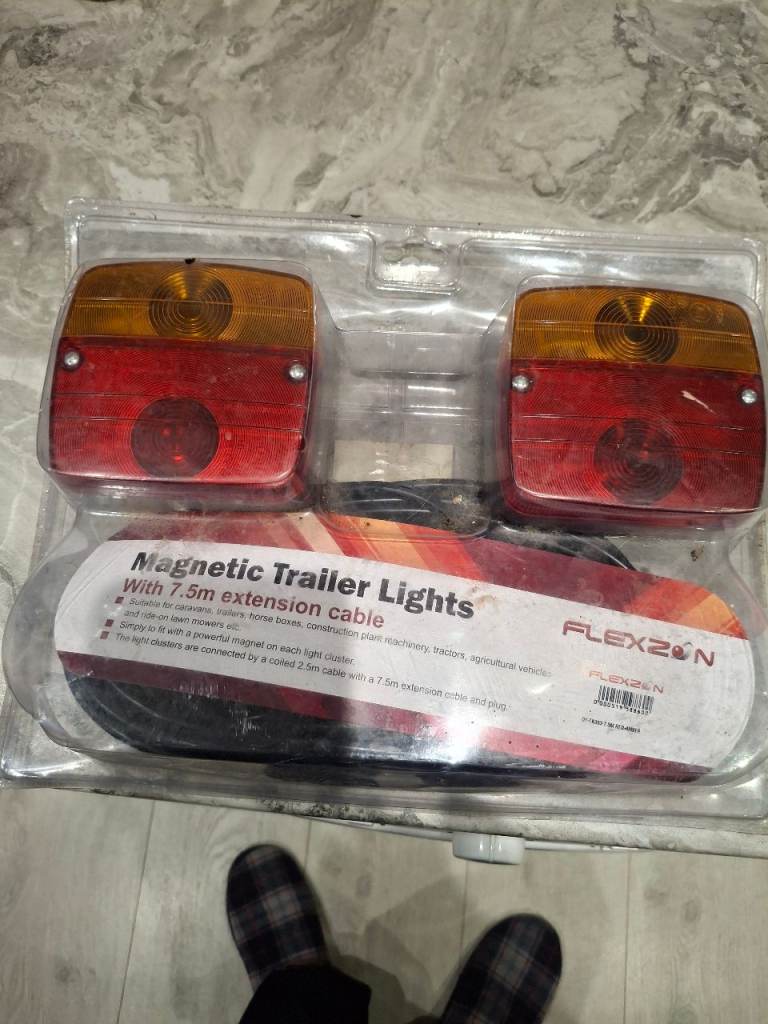 Magnetic Trailer Lights
With 7.5m extension cable
Suitable for caravans, trailers, horse boxes, construction plant machinery, tractors, agricultural vehicles
and ride-on lawn mowers etc.
Simply to fit with a powerful magnet on each light cluster.
The light clusters are connected by a coiled 2.5m cable with a 7.5m extension cable and plug.
FLEXZON
FLEXZON